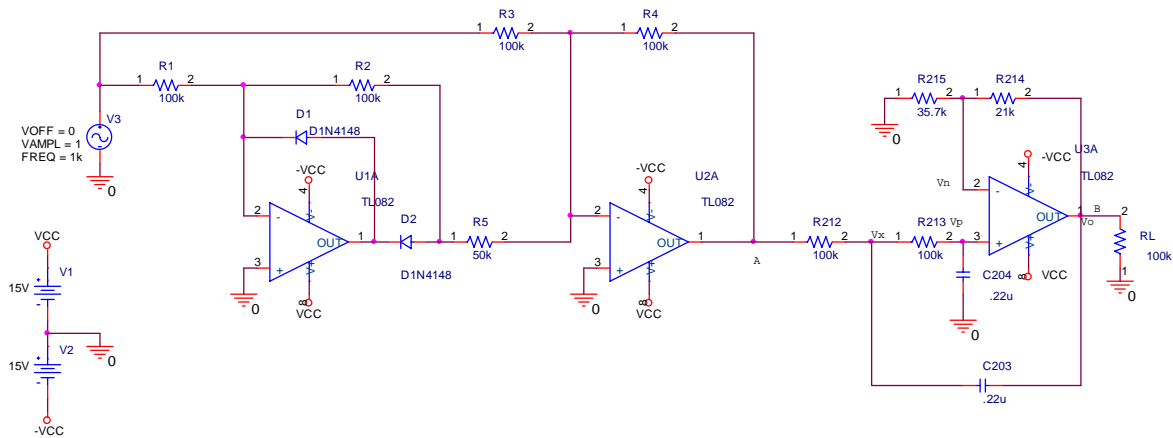 R3
1 2
100k
R4
1 2
100k
R1
1 2
100k
R2
1 2
100k
D1
D1N4148
V3
VOFF = 0
VAMPL = 1
FREQ = 1k
0
U1A
-VCC
4
V-
TL082
2
-
OUT
1
3
+
V+
8
VCC
0
D2
D1N4148
R5
1 2
50k
U2A
-VCC
4
V-
TL082
2
-
OUT
1
3
+
V+
8
VCC
0
A
R212
1 2
100k
Vx
R213
1 2
100k
Vp
C204
.22u
0
R215
1 2
35.7k
0
R214
1 2
21k
Vn
U3A
-VCC
4
V-
TL082
2
-
OUT
1
3
+
V+
8
VCC
B
Vo
2
RL
100k
1
0
C203
.22u
VCC
V1
15V
0
V2
15V
-VCC